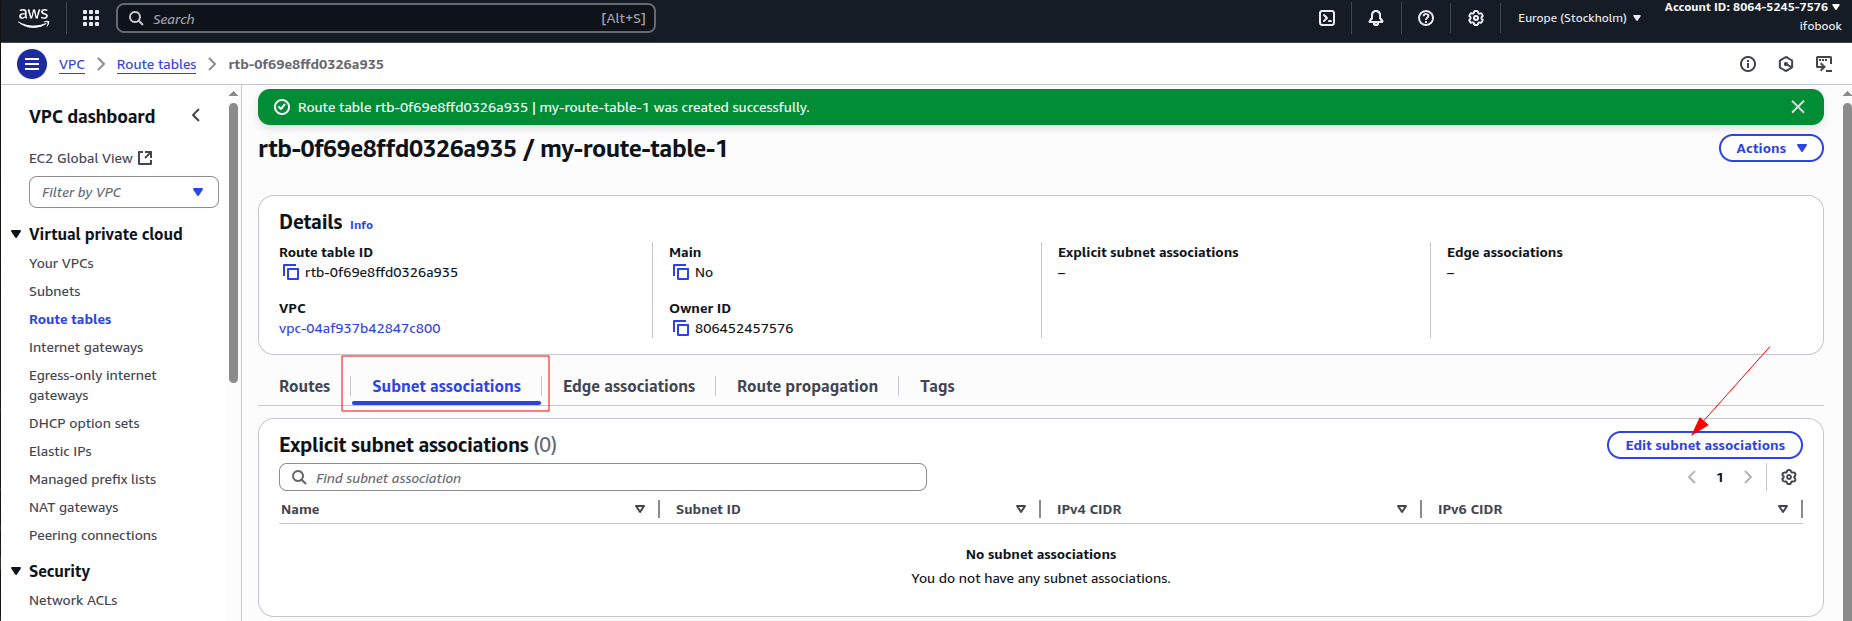 aws
Search [Alt+S]
Europe (Stockholm)
Account ID: 8064-5245-7576
ifobook
VPC
Route tables
rtb-0f69e8ffd0326a935
VPC dashboard
EC2 Global View
Filter by VPC
Virtual private cloud
Your VPCs
Subnets
Route tables
Internet gateways
Egress-only internet
gateways
DHCP option sets
Elastic IPs
Managed prefix lists
NAT gateways
Peering connections
Security
Network ACLs
Route table rtb-0f69e8ffd0326a935 | my-route-table-1 was created successfully.
rtb-0f69e8ffd0326a935 / my-route-table-1
Actions
Details Info
Route table ID
rtb-0f69e8ffd0326a935
Main
No
Explicit subnet associations
–
Edge associations
–
VPC
vpc-04af937b42847c800
Owner ID
806452457576
Routes
Subnet associations
Edge associations
Route propagation
Tags
Explicit subnet associations (0)
Edit subnet associations
Find subnet association
1
Name
Subnet ID
IPv4 CIDR
IPv6 CIDR
No subnet associations
You do not have any subnet associations.